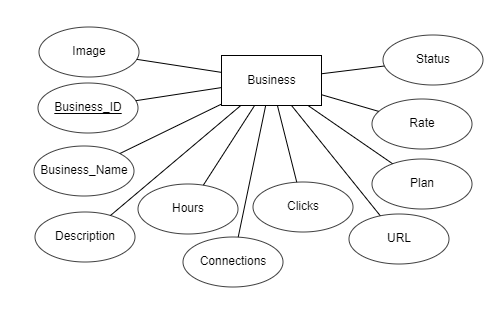 Image
Business
Status
Business_ID
Rate
Business_Name
Plan
Hours
Clicks
Description
URL
Connections